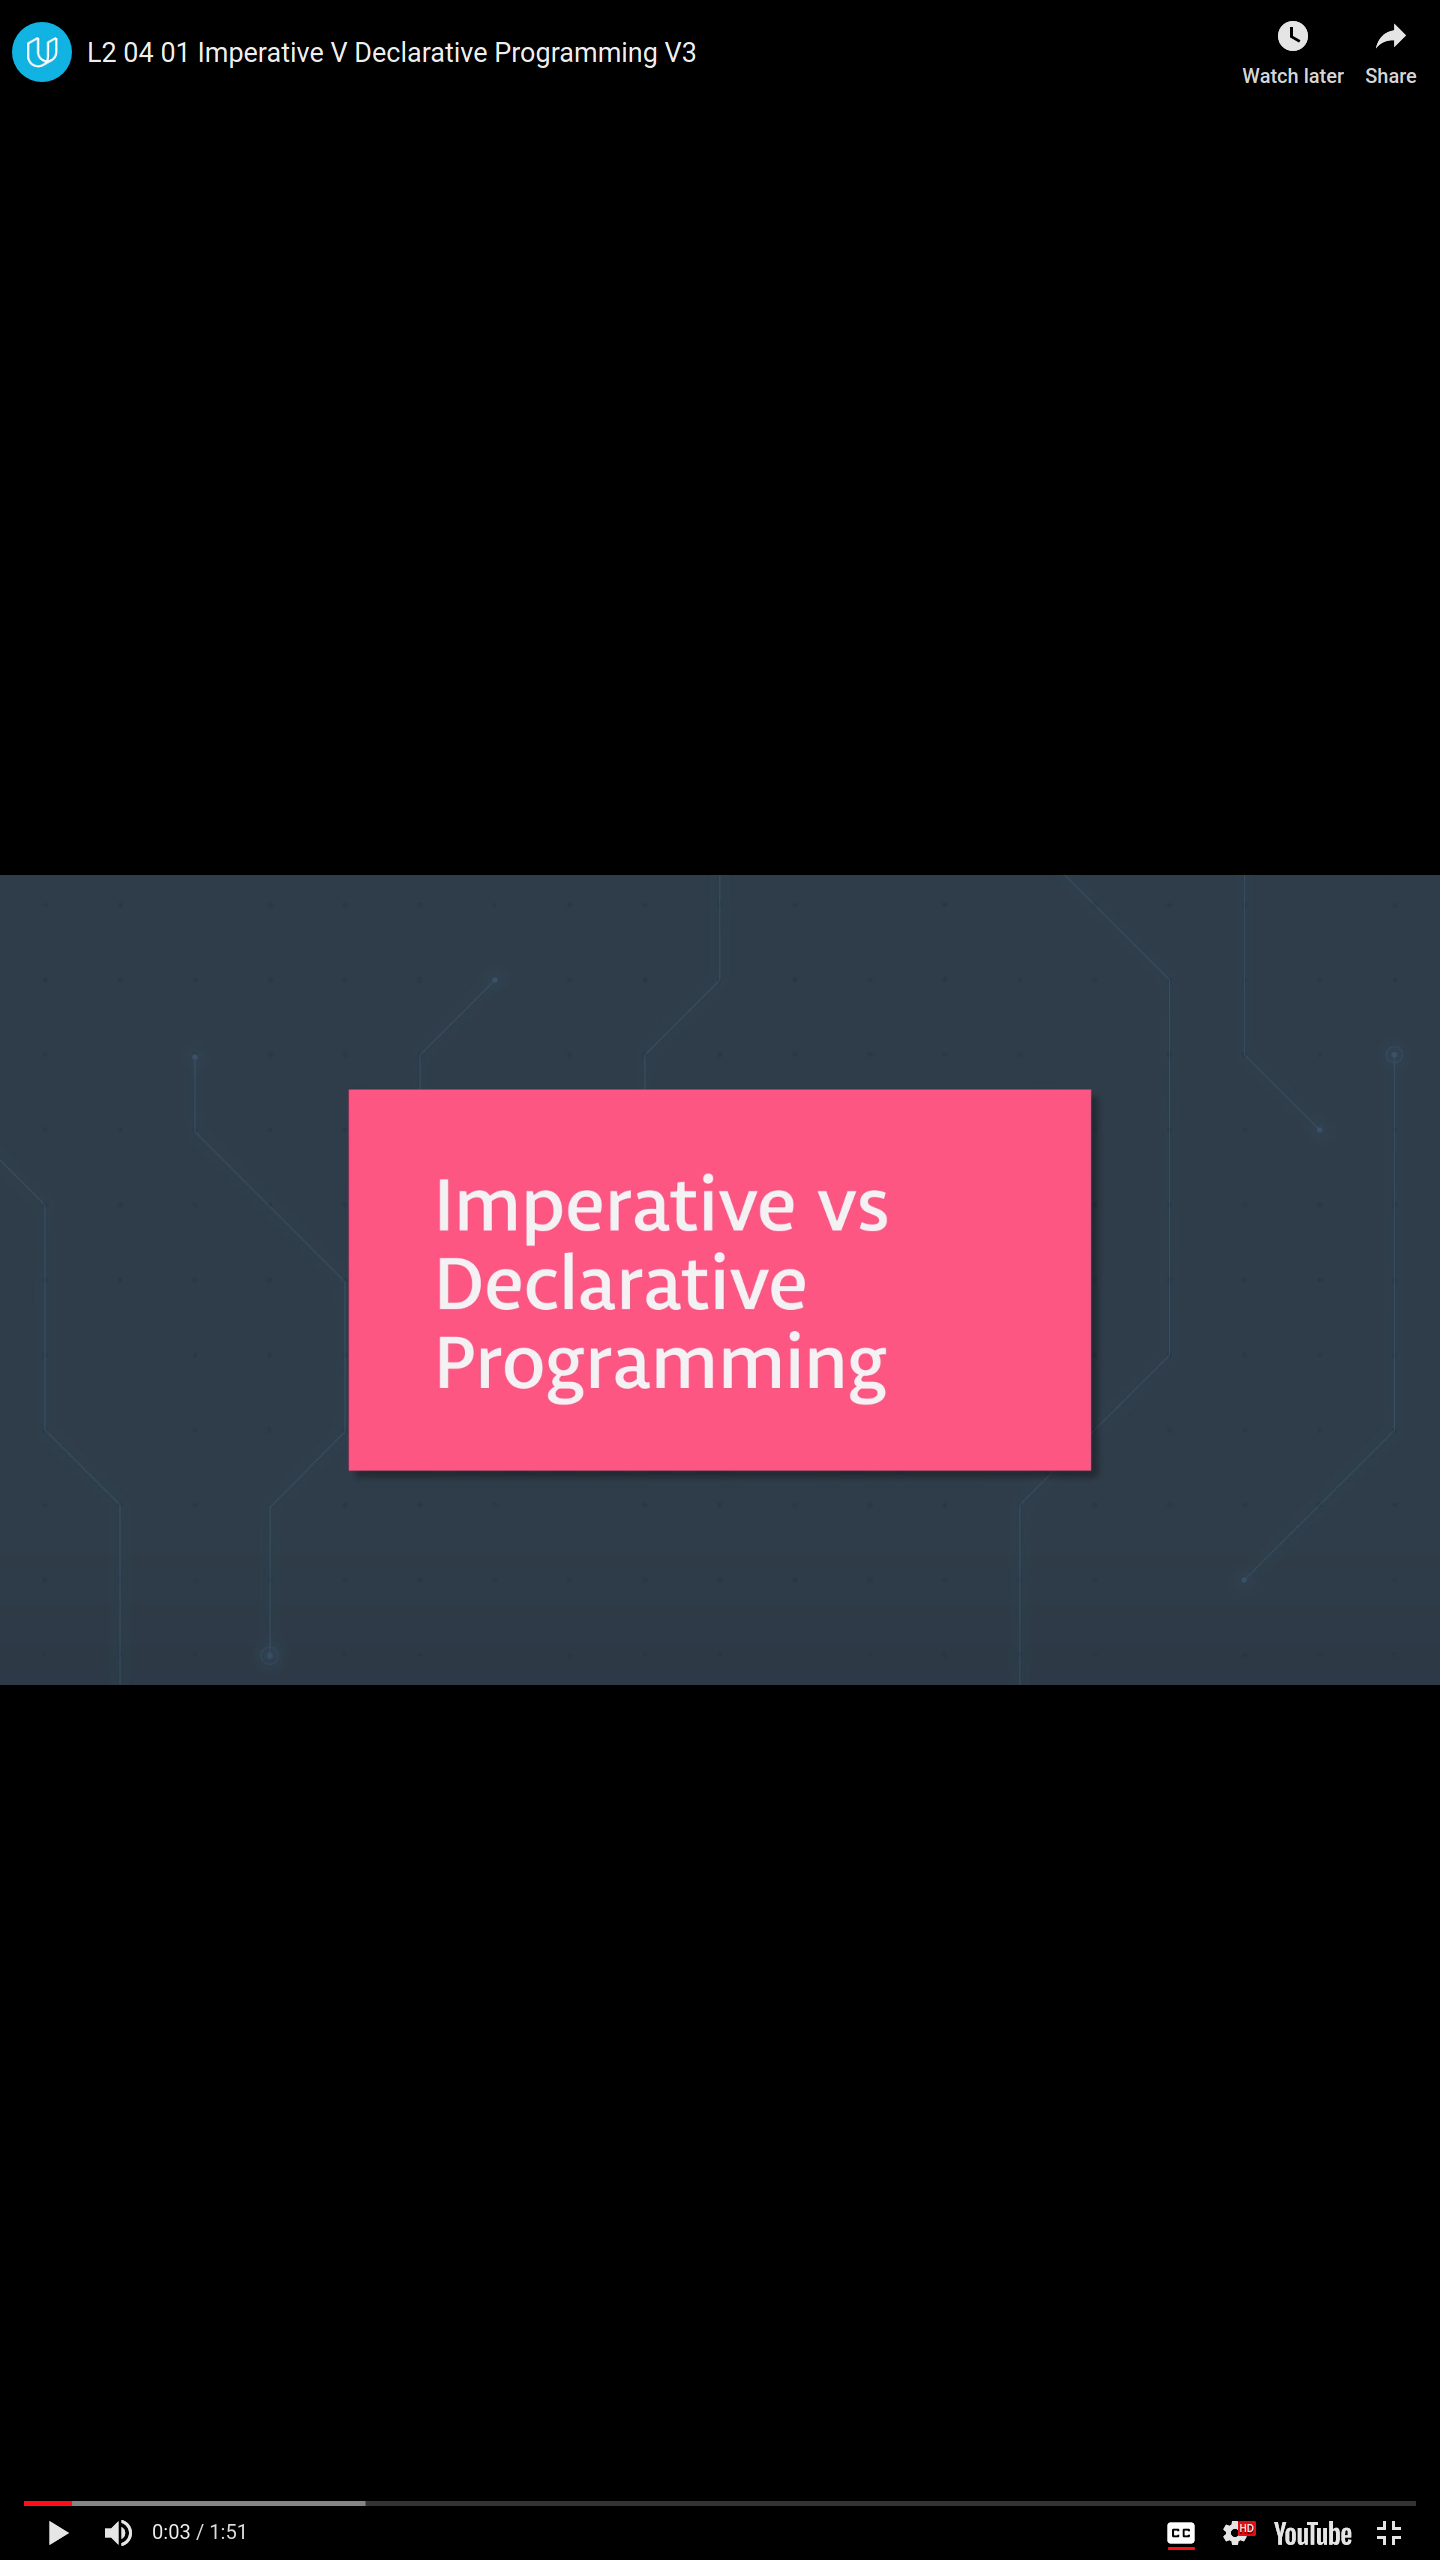 L2 04 01 Imperative V Declarative Programming V3
Watch later
Share
Imperative vs
Declarative
Programming
0:03 / 1:51
CC
HD
YouTube